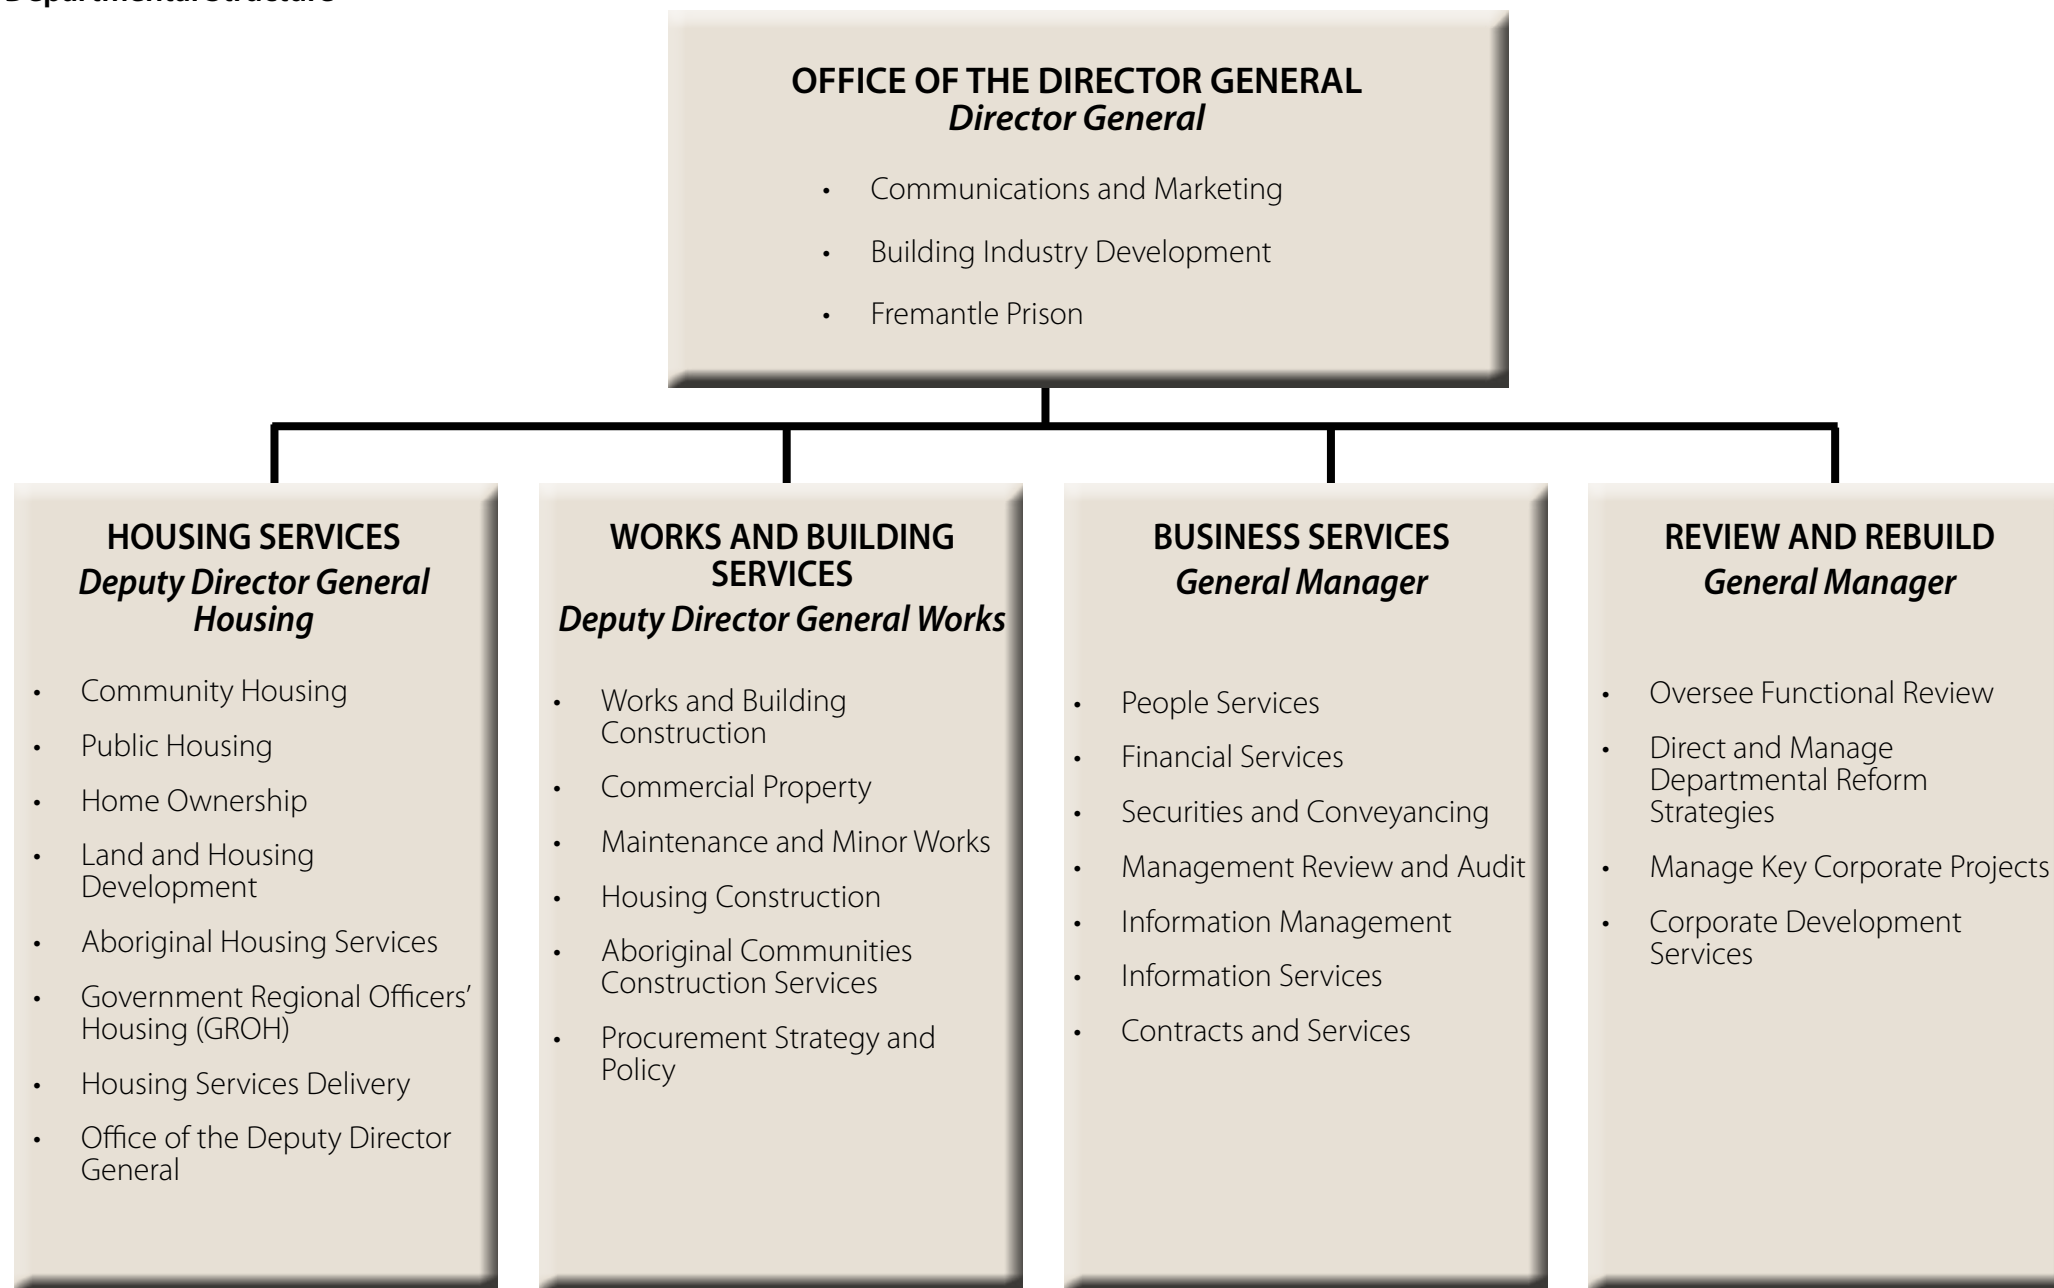 Departmental Structure
OFFICE OF THE DIRECTOR GENERAL
Director General
• Communications and Marketing
• Building Industry Development
• Fremantle Prison
HOUSING SERVICES
Deputy Director General
Housing
• Community Housing
• Public Housing
• Home Ownership
• Land and Housing
Development
• Aboriginal Housing Services
• Government Regional Officers’
Housing (GROH)
• Housing Services Delivery
• Office of the Deputy Director
General
WORKS AND BUILDING
SERVICES
Deputy Director General Works
• Works and Building
Construction
• Commercial Property
• Maintenance and Minor Works
• Housing Construction
• Aboriginal Communities
Construction Services
• Procurement Strategy and
Policy
BUSINESS SERVICES
General Manager
• People Services
• Financial Services
• Securities and Conveyancing
• Management Review and Audit
• Information Management
• Information Services
• Contracts and Services
REVIEW AND REBUILD
General Manager
• Oversee Functional Review
• Direct and Manage
Departmental Reform
Strategies
• Manage Key Corporate Projects
• Corporate Development
Services